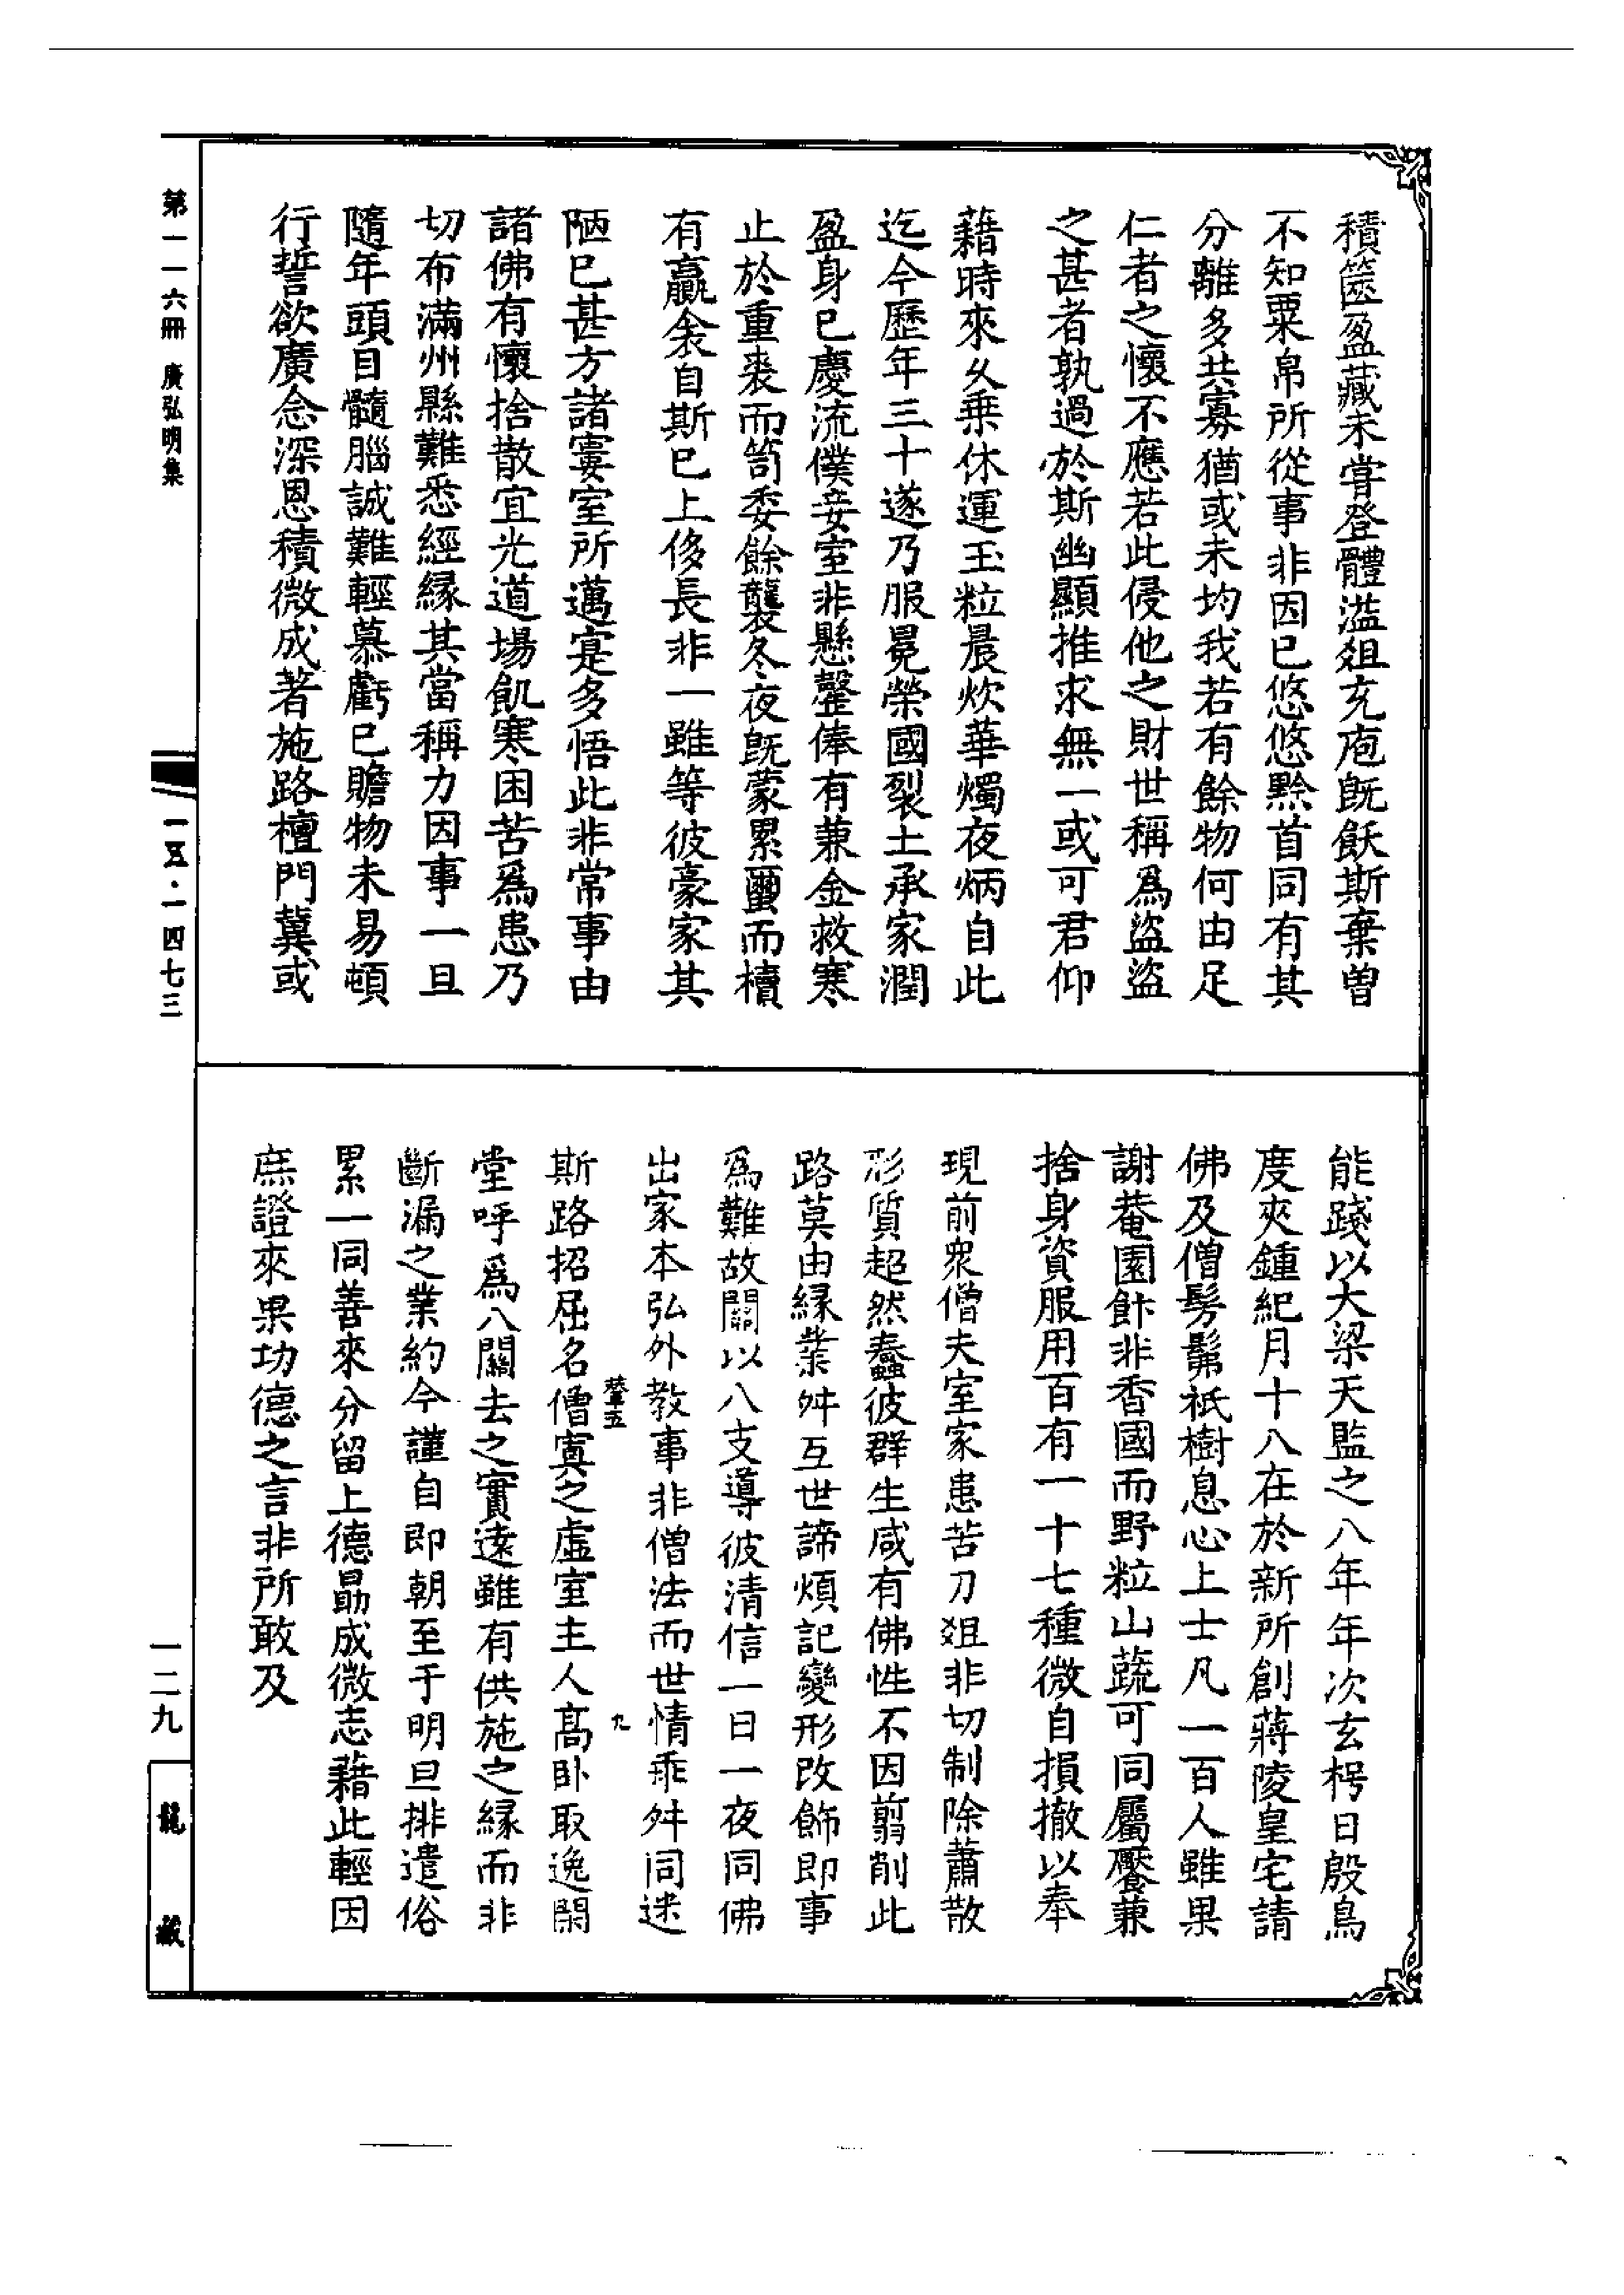 積篋盈藏未甞登體溢爼充庖旣飫斯棄曽
不知粟帛所從事非因已悠悠黔首同有其
分離多共寡猶或未均我若有餘物何由足
仁者之懷不應若此侵他之財世稱爲盜盜
之甚者孰過於斯幽顯推求無一或可君仰
藉時來乆乗休運玉粒晨炊華燭夜炳自此
迄今歷年三十遂乃服冕榮國裂土承家潤
盈身已慶流僕妾室非懸罄俸有兼金救寒
止於重裘而笥委餘襲冬夜旣蒙累蠒而櫝
有羸衾自斯已上侈長非一雖等彼豪家其
陋已甚方諸寠室所邁寔多悟此非常事由
諸佛有懷捨散宜光道場飢寒困苦爲患乃
切布滿州縣難悉經縁其當稱力因事一旦
隨年頭目髓腦誠難輕慕虧已贍物未易頓
行誓欲廣念深恩積微成著施路檀門冀或
能踐以大梁天監之八年年次玄枵日殷鳥
度夾鍾紀月十八在於新所創蔣陵皇宅請
佛及僧髣髴祇樹息心上士凡一百人雖果
謝菴園飰非香國而野粒山蔬可同屬饜兼
捨身資服用百有一十七種微自損撤以奉
現前衆僧夫室家患苦刀爼非切制除蕭散
形質超然蠢彼群生咸有佛性不因翦削此
路莫由縁業舛互世諦煩記變形改飾即事
爲難故開以八支導彼清信一日一夜同佛
出家本弘外教事非僧法而世情乖舛同迷
斯路招屈名僧寘之虛室主人高卧取逸閑
堂呼爲八關去之實遠雖有供施之縁而非
斷漏之業約今謹自即朝至于明旦排遣俗
累一同善來分留上德勗成微志藉此輕因
庶證來果功德之言非所敢及
九
第一一六冊 廣弘明集
一五·一四七三
一二九
龍藏